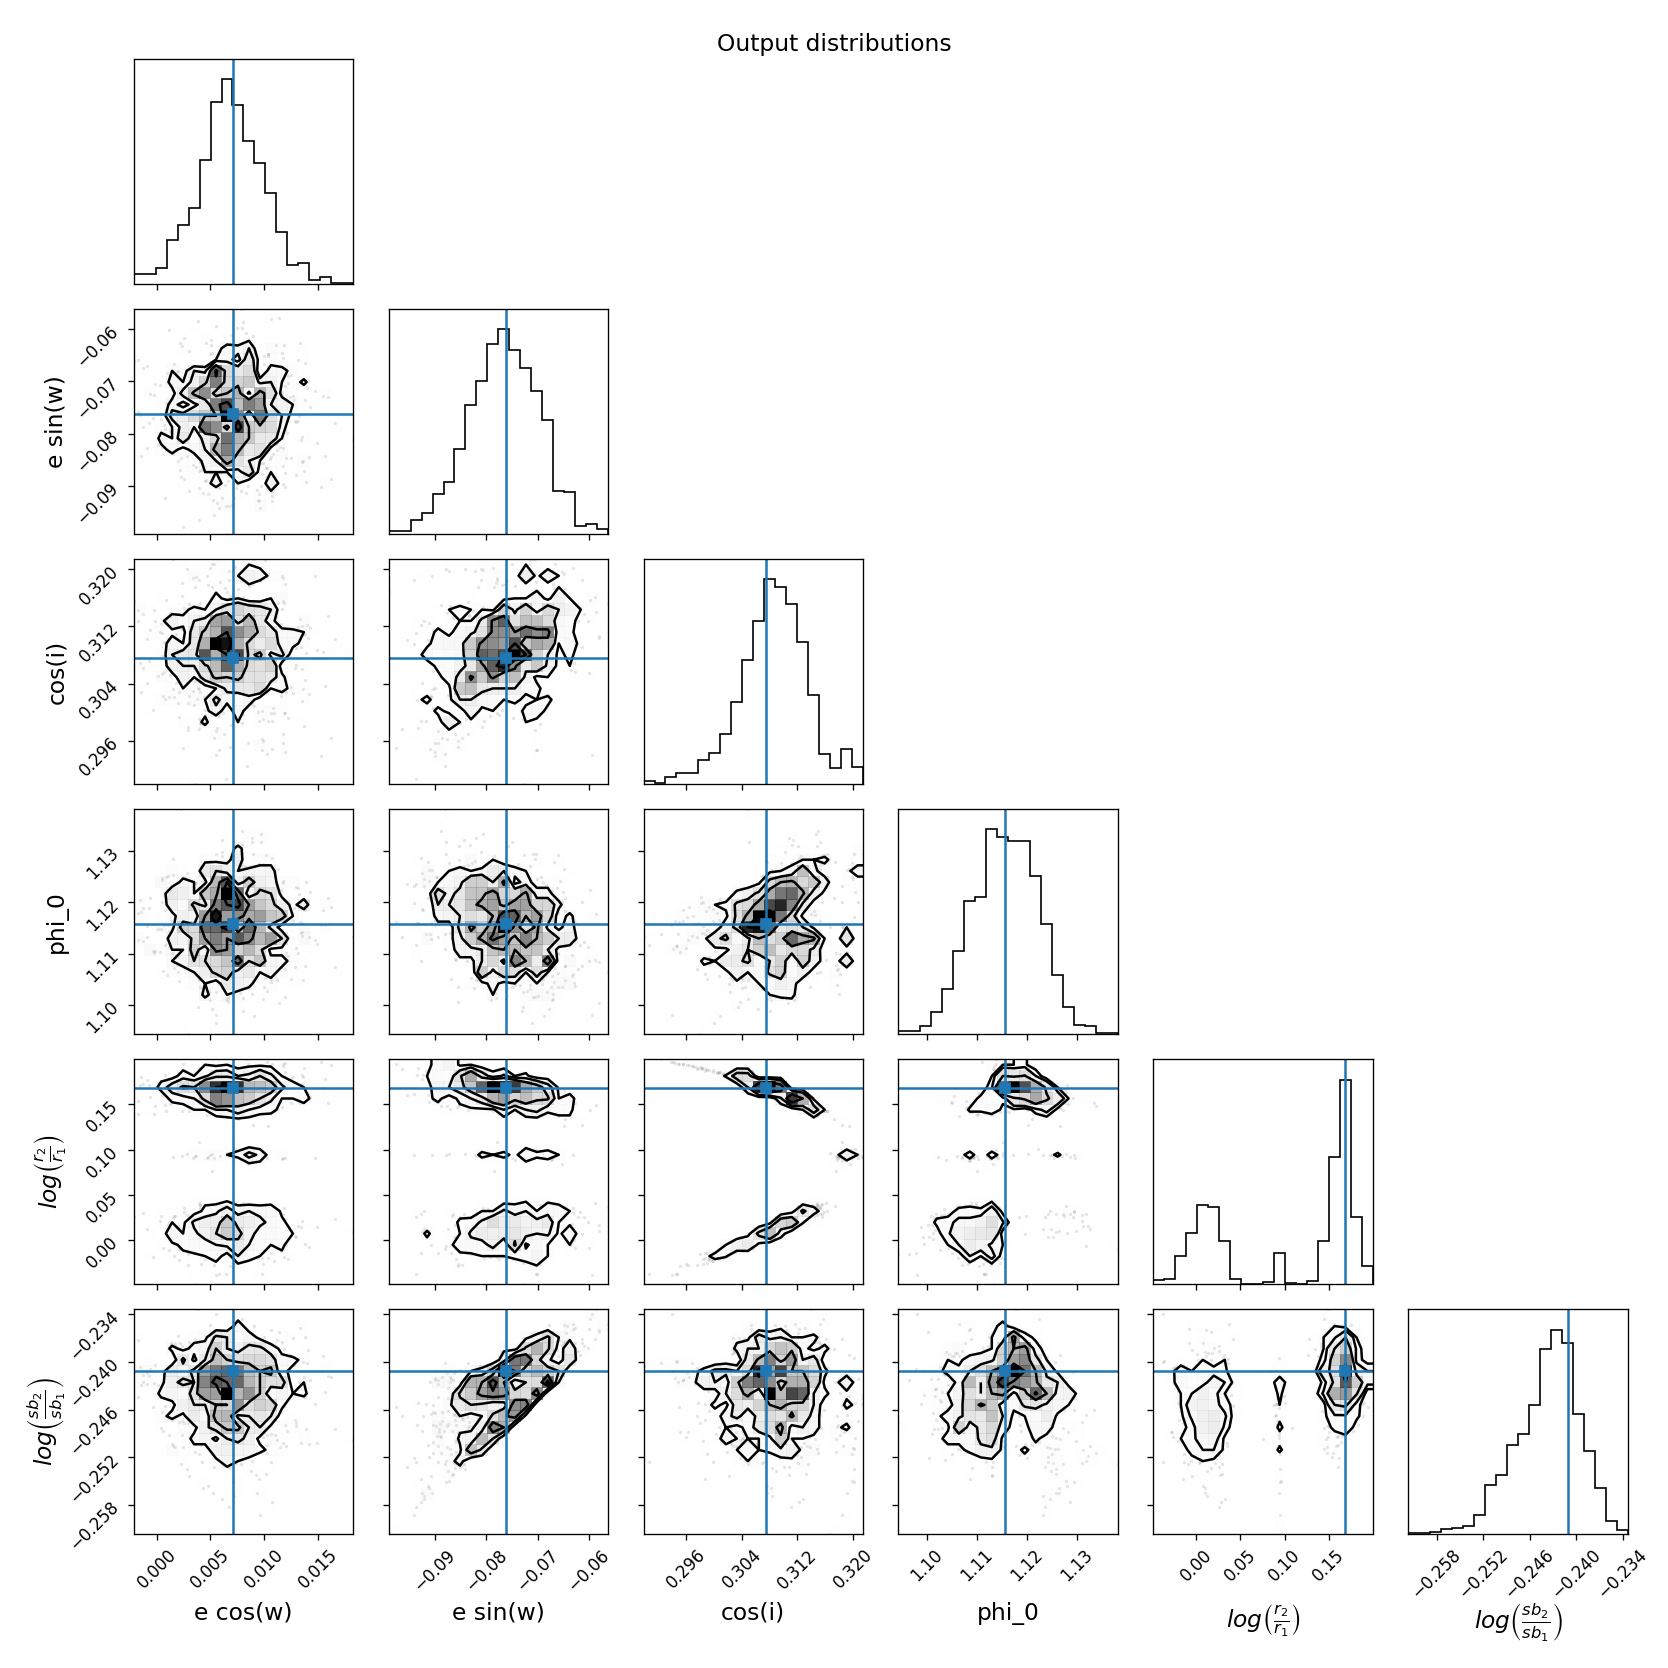 Output distributions
e sin(w)
−0.06
−0.07
−0.08
−0.09
cos(i)
0.320
0.312
0.304
0.296
phi_0
1.13
1.12
1.11
1.10
log(r₂/r₁)
0.15
0.10
0.05
0.00
log(sb₂/sb₁)
−0.234
−0.240
−0.246
−0.252
−0.258
0.000 0.005 0.010 0.015
−0.09 −0.08 −0.07 −0.06
0.296 0.304 0.312 0.320
1.10 1.11 1.12 1.13
0.00 0.05 0.10 0.15
−0.258 −0.252 −0.246 −0.240 −0.234
e cos(w) e sin(w) cos(i) phi_0 log(r₂/r₁) log(sb₂/sb₁)